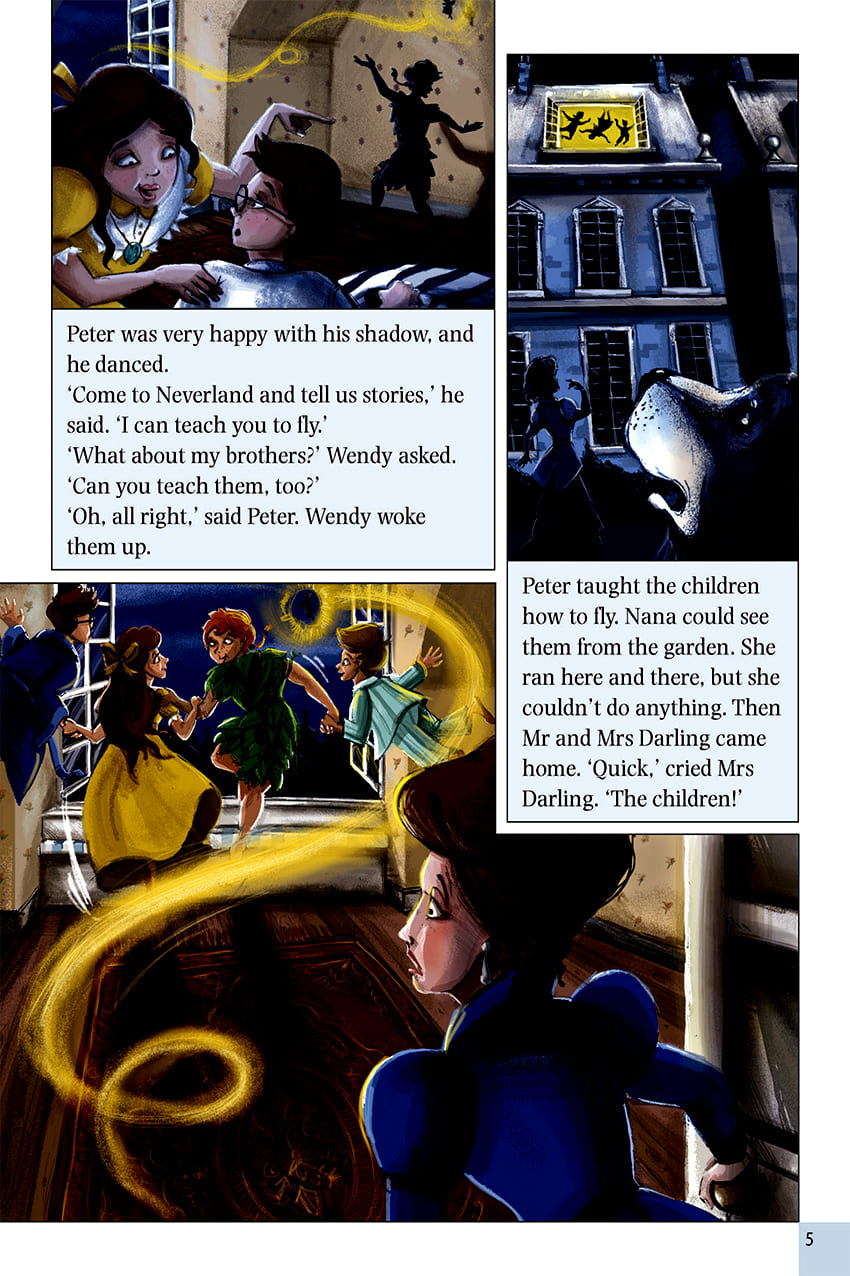 Peter was very happy with his shadow, and
he danced.
‘Come to Neverland and tell us stories,’ he
said. ‘I can teach you to fly.’
‘What about my brothers?’ Wendy asked.
‘Can you teach them, too?’
‘Oh, all right,’ said Peter. Wendy woke
them up.
Peter taught the children
how to fly. Nana could see
them from the garden. She
ran here and there, but she
couldn’t do anything. Then
Mr and Mrs Darling came
home. ‘Quick,’ cried Mrs
Darling. ‘The children!’
5